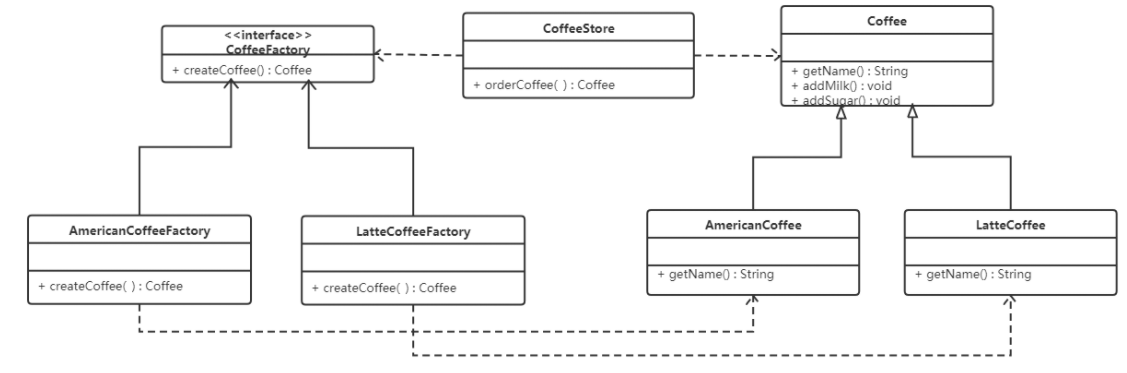 <<interface>>
CoffeeFactory
+ createCoffee() : Coffee
CoffeeStore
+ orderCoffee( ) : Coffee
Coffee
+ getName() : String
+ addMilk() : void
+ addSugar() : void
AmericanCoffeeFactory
+ createCoffee( ) : Coffee
LatteCoffeeFactory
+ createCoffee( ) : Coffee
AmericanCoffee
+ getName() : String
LatteCoffee
+ getName() : String